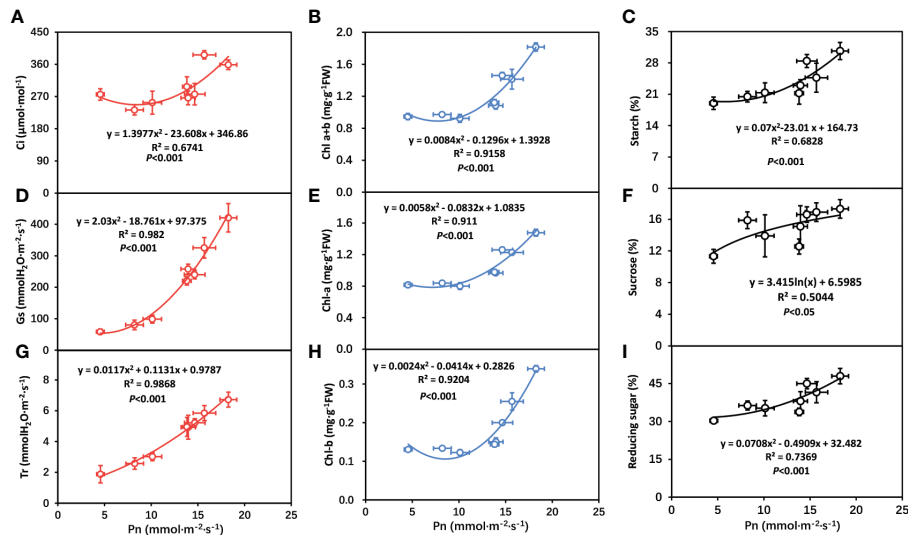 A
450
360
270
180
90
0
Ci (μmol·mol⁻¹)
y = 1.3977x² - 23.608x + 346.86
R² = 0.6741
P<0.001
B
2.0
1.6
1.2
0.8
0.4
0.0
Chl a+b (mg·g⁻¹FW)
y = 0.0084x² - 0.1296x + 1.3928
R² = 0.9158
P<0.001
C
35
28
21
14
7
0
Starch (%)
y = 0.07x²-23.01 x + 164.73
R² = 0.6828
P<0.001
D
400
300
200
100
0
Gs (mmolH₂O·m⁻²·s⁻¹)
y = 2.03x² - 18.761x + 97.375
R² = 0.982
P<0.001
E
1.6
1.2
0.8
0.4
0.0
Chl-a (mg·g⁻¹FW)
y = 0.0058x² - 0.0832x + 1.0835
R² = 0.911
P<0.001
F
16
12
8
4
0
Sucrose (%)
y = 3.415ln(x) + 6.5985
R² = 0.5044
P<0.05
G
8
6
4
2
0
Tr (mmolH₂O·m⁻²·s⁻¹)
y = 0.0117x² + 0.1131x + 0.9787
R² = 0.9868
P<0.001
0 5 10 15 20 25
Pn (mmol·m⁻²·s⁻¹)
H
0.3
0.2
0.1
0.0
Chl-b (mg·g⁻¹FW)
y = 0.0024x² - 0.0414x + 0.2826
R² = 0.9204
P<0.001
0 5 10 15 20 25
Pn (mmol·m⁻²·s⁻¹)
I
45
30
15
0
Reducing sugar (%)
y = 0.0708x² - 0.4909x + 32.482
R² = 0.7369
P<0.001
0 5 10 15 20 25
Pn (mmol·m⁻²·s⁻¹)